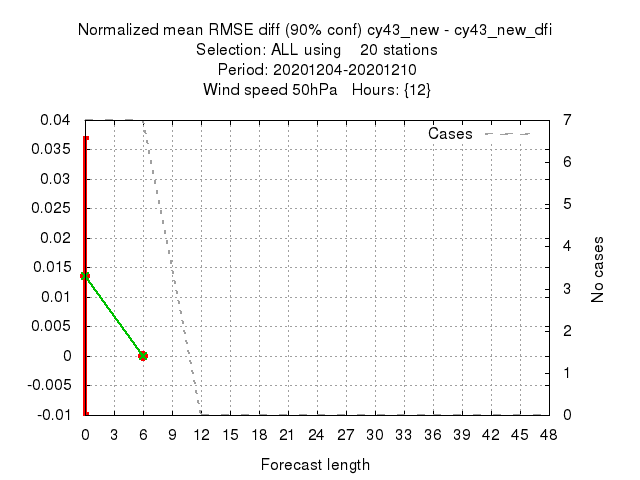 Normalized mean RMSE diff (90% conf) cy43_new - cy43_new_dfi
Selection: ALL using    20 stations
Period: 20201204-20201210
Wind speed 50hPa   Hours: {12}
Cases
0.04
0.035
0.03
0.025
0.02
0.015
0.01
0.005
0
-0.005
-0.01
7
6
5
4
3
2
1
0
No cases
0 3 6 9 12 15 18 21 24 27 30 33 36 39 42 45 48
Forecast length